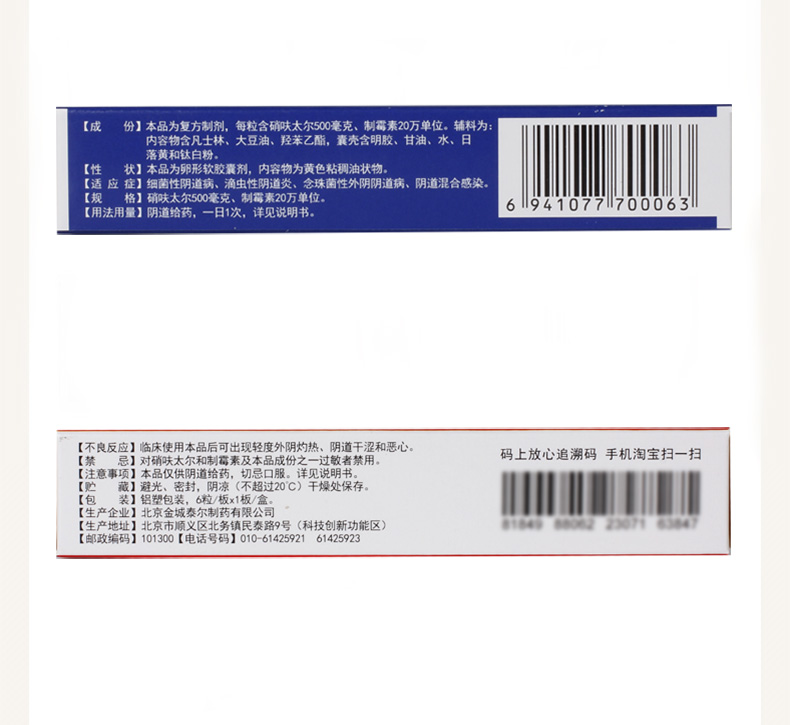 【成　份】本品为复方制剂，每粒含硝呋太尔500毫克、制霉素20万单位。辅料为：
内容物含凡士林、大豆油、羟苯乙酯，囊壳含明胶、甘油、水、日
落黄和钛白粉。
【性　状】本品为卵形软胶囊剂，内容物为黄色粘稠油状物。
【适应症】细菌性阴道病、滴虫性阴道炎、念珠菌性外阴阴道病、阴道混合感染。
【规　格】硝呋太尔500毫克、制霉素20万单位。
【用法用量】阴道给药，一日1次，详见说明书。
6 941077 700063
【不良反应】临床使用本品后可出现轻度外阴灼热、阴道干涩和恶心。
【禁　忌】对硝呋太尔和制霉素及本品成份之一过敏者禁用。
【注意事项】本品仅供阴道给药，切忌口服。详见说明书。
【贮　藏】避光、密封，阴凉（不超过20℃）干燥处保存。
【包　装】铝塑包装，6粒/板x1板/盒。
【生产企业】北京金城泰尔制药有限公司
【生产地址】北京市顺义区北务镇民泰路9号（科技创新功能区）
【邮政编码】101300【电话号码】010-61425921　61425923
码上放心追溯码 手机淘宝扫一扫
81849 88062 23071 63847